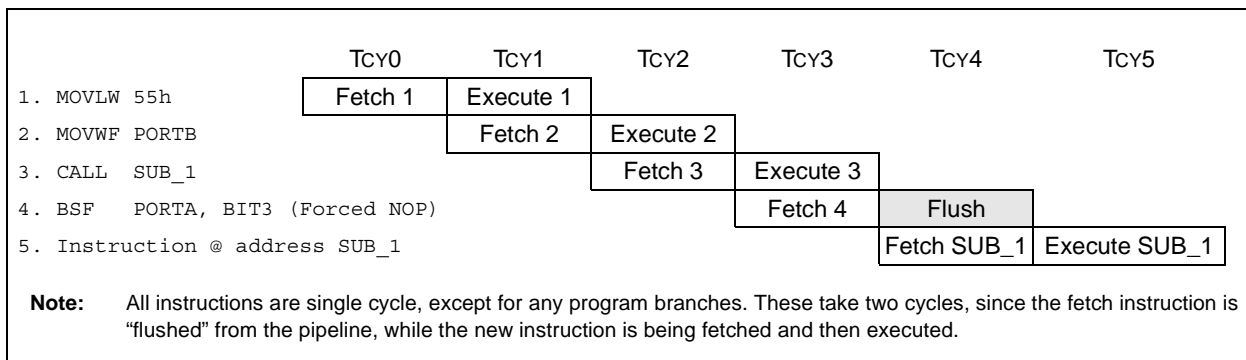 TCY0 TCY1 TCY2 TCY3 TCY4 TCY5
1. MOVLW 55h Fetch 1 Execute 1
2. MOVWF PORTB Fetch 2 Execute 2
3. CALL SUB_1 Fetch 3 Execute 3
4. BSF PORTA, BIT3 (Forced NOP) Fetch 4 Flush
5. Instruction @ address SUB_1 Fetch SUB_1 Execute SUB_1
Note: All instructions are single cycle, except for any program branches. These take two cycles, since the fetch instruction is
“flushed” from the pipeline, while the new instruction is being fetched and then executed.